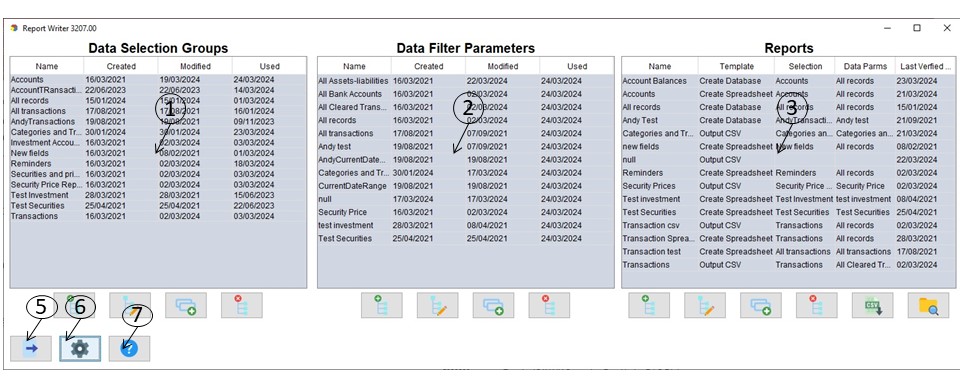 Report Writer 3207.00
Data Selection Groups
Name Created Modified Used
Accounts 16/03/2021 19/03/2024 24/03/2024
AccountTRansacti... 22/06/2023 22/06/2023 14/03/2023
All records 15/01/2024 15/01/2024 01/03/2024
All transactions 17/08/2021 17/08/2021 16/01/2024
AndyTransactions 19/08/2021 19/08/2021 09/11/2023
Categories and Tr... 30/01/2024 30/01/2024 23/03/2024
Investment Accou... 16/03/2021 02/03/2024 03/03/2024
New fields 16/03/2021 08/02/2021 01/03/2024
Reminders 16/03/2021 02/03/2024 18/03/2024
Securities and pri... 16/03/2021 02/03/2024 03/03/2024
Security Price Rep... 16/03/2021 02/03/2024 03/03/2024
Test Investment 28/03/2021 28/03/2021 15/06/2023
Test Securities 25/04/2021 25/04/2021 22/06/2023
Transactions 16/03/2021 02/03/2024 03/03/2024
1
Data Filter Parameters
Name Created Modified Used
All Assets-liabilities 16/03/2021 22/03/2024 24/03/2024
All Bank Accounts 16/03/2021 02/03/2024 24/03/2024
All Cleared Trans... 16/03/2021 02/03/2024 24/03/2024
All records 16/03/2021 02/03/2024 24/03/2024
All transactions 17/08/2021 07/09/2021 24/03/2024
Andy test 19/08/2021 07/09/2021 24/03/2024
AndyCurrentDate... 19/08/2021 19/08/2021 24/03/2024
Categories and Tr... 30/01/2024 17/03/2024 24/03/2024
CurrentDateRange 19/08/2021 19/08/2021 24/03/2024
null 17/03/2024 17/03/2024 24/03/2024
Security Price 16/03/2021 02/03/2024 24/03/2024
test investment 28/03/2021 08/04/2021 24/03/2024
Test Securities 25/04/2021 25/04/2021 24/03/2024
2
Reports
Name Template Selection Data Parms Last Verfied ...
Account Balances Create Database Accounts All records 23/03/2024
Accounts Create Spreadsheet Accounts All records 21/03/2024
All records Create Database All records All records 15/01/2024
Andy Test Create Database AndyTransacti... Andy test 21/09/2021
Categories and Tr... Output CSV Categories an... Categories an... 21/03/2024
new fields Create Spreadsheet New fields All records 08/02/2021
null Output CSV 22/03/2024
Reminders Create Spreadsheet Reminders All records 02/03/2024
Security Prices Output CSV Security Price ... Security Price 02/03/2024
Test investment Create Spreadsheet Test Investment test investment 08/04/2021
Test Securities Create Spreadsheet Test Securities Test Securities 25/04/2021
Transaction csv Output CSV Transactions All records 02/03/2024
Transaction Sprea... Create Spreadsheet Transactions All records 28/03/2021
Transaction test Create Spreadsheet All transactions All transactions 17/08/2021
Transactions Output CSV Transactions All Cleared Tr... 02/03/2024
3
CSV
5 6 7
?